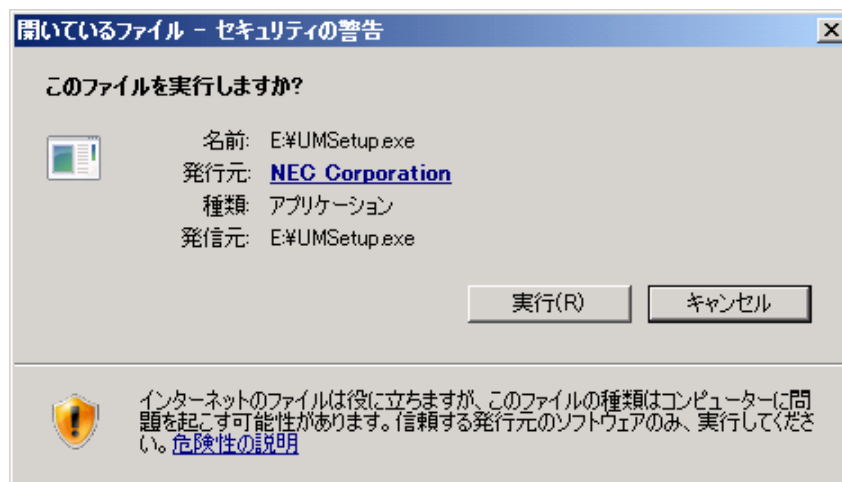 開いているファイル - セキュリティの警告
このファイルを実行しますか?
名前: E:¥UMSetup.exe
発行元: NEC Corporation
種類: アプリケーション
発信元: E:¥UMSetup.exe
実行(R) キャンセル
インターネットのファイルは役に立ちますが、このファイルの種類はコンピューターに問
題を起こす可能性があります。信頼する発行元のソフトウェアのみ、実行してくださ
い。危険性の説明